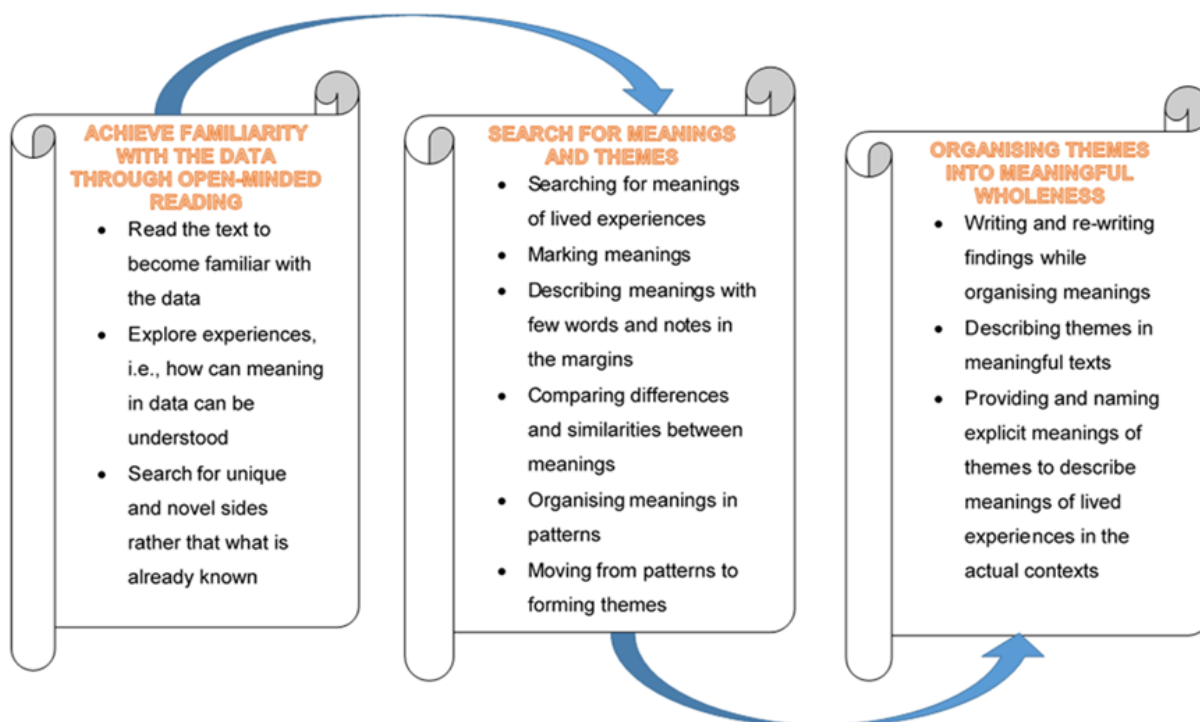 ACHIEVE FAMILIARITY
WITH THE DATA
THROUGH OPEN-MINDED
READING
• Read the text to
become familiar with
the data
• Explore experiences,
i.e., how can meaning
in data can be
understood
• Search for unique
and novel sides
rather that what is
already known
SEARCH FOR MEANINGS
AND THEMES
• Searching for meanings
of lived experiences
• Marking meanings
• Describing meanings with
few words and notes in
the margins
• Comparing differences
and similarities between
meanings
• Organising meanings in
patterns
• Moving from patterns to
forming themes
ORGANISING THEMES
INTO MEANINGFUL
WHOLENESS
• Writing and re-writing
findings while
organising meanings
• Describing themes in
meaningful texts
• Providing and naming
explicit meanings of
themes to describe
meanings of lived
experiences in the
actual contexts